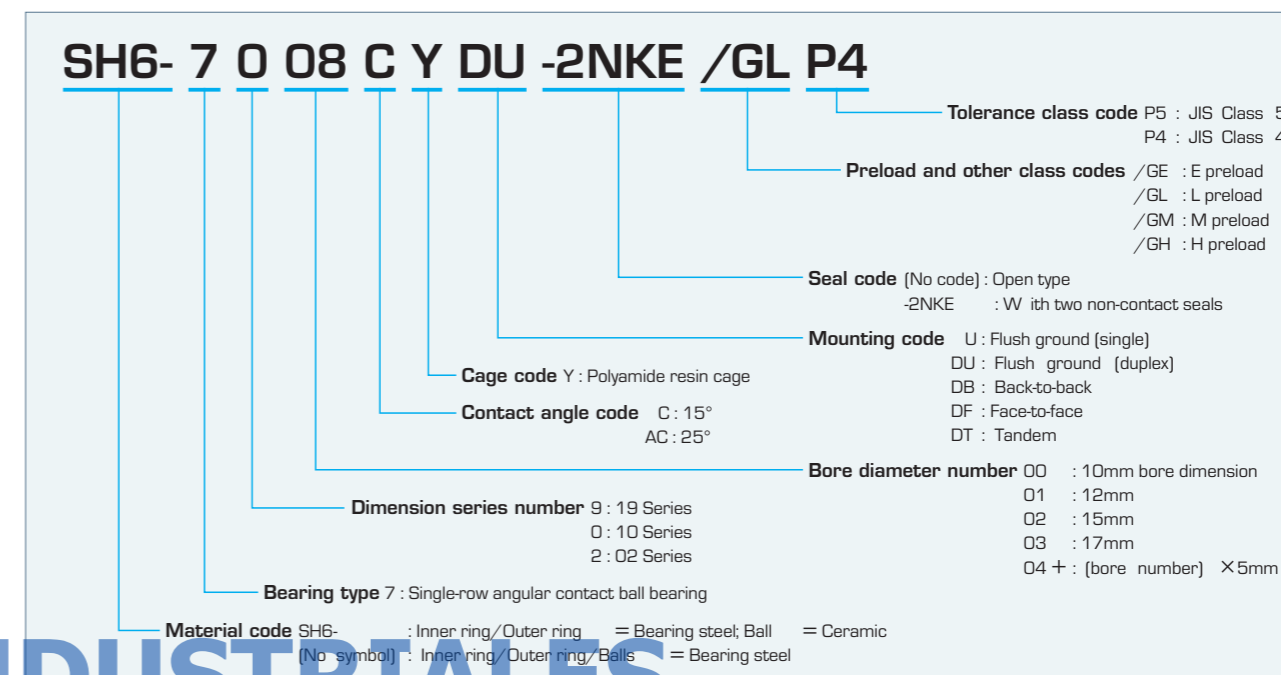 SH6- 7 0 08 C Y DU -2NKE /GL P4
Tolerance class code P5 : JIS Class 5
P4 : JIS Class 4
Preload and other class codes /GE : E preload
/GL : L preload
/GM : M preload
/GH : H preload
Seal code (No code) : Open type
-2NKE : W ith two non-contact seals
Mounting code U : Flush ground (single)
DU : Flush ground (duplex)
DB : Back-to-back
DF : Face-to-face
DT : Tandem
Cage code Y : Polyamide resin cage
Contact angle code C : 15°
AC : 25°
Bore diameter number 00 : 10mm bore dimension
01 : 12mm
02 : 15mm
03 : 17mm
04 + : (bore number) ×5mm
Dimension series number 9 : 19 Series
0 : 10 Series
2 : 02 Series
Bearing type 7 : Single-row angular contact ball bearing
Material code SH6- : Inner ring/Outer ring = Bearing steel; Ball = Ceramic
(No symbol) : Inner ring/Outer ring/Balls = Bearing steel
NDUSTRIALES